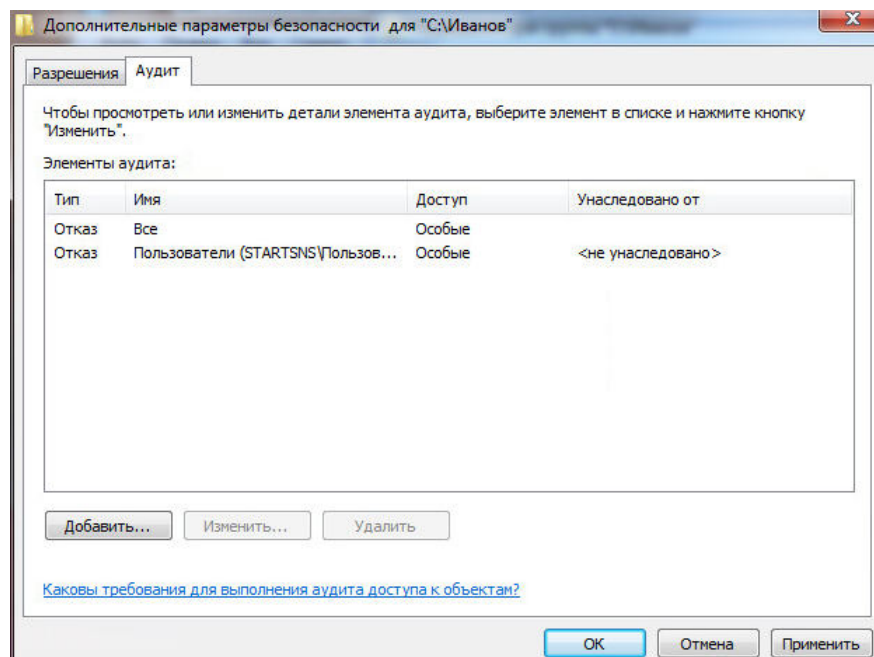 Дополнительные параметры безопасности для "C:\Иванов"
Разрешения Аудит
Чтобы просмотреть или изменить детали элемента аудита, выберите элемент в списке и нажмите кнопку
"Изменить".
Элементы аудита:
Тип Имя Доступ Унаследовано от
Отказ Все Особые
Отказ Пользователи (STARTSNS\Пользов... Особые <не унаследовано>
Добавить... Изменить... Удалить
Каковы требования для выполнения аудита доступа к объектам?
ОК Отмена Применить